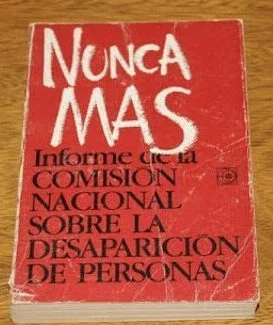 NUNCA
MAS
Informe de la
COMISION
NACIONAL
SOBRE LA
DESAPARICION
DE PERSONAS